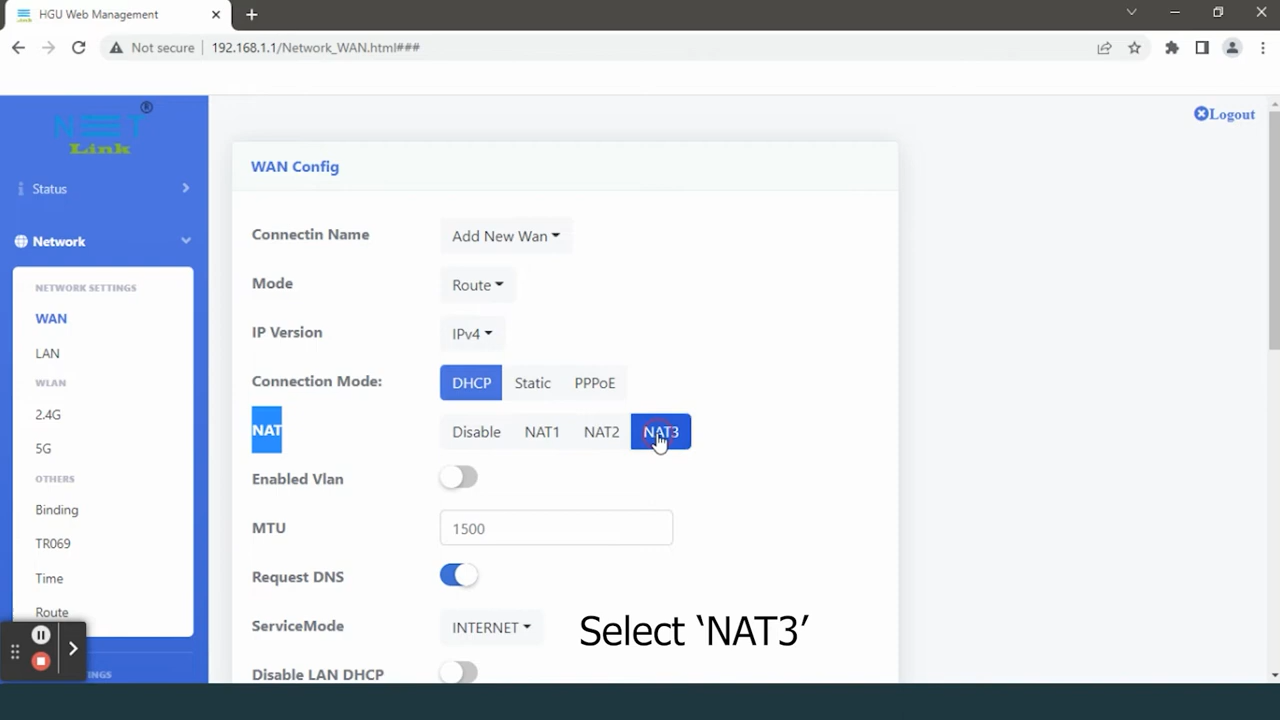 HGU Web Management
Not secure
192.168.1.1/Network_WAN.html###
NETLink®
Logout
Status
Network
NETWORK SETTINGS
WAN
LAN
WLAN
2.4G
5G
OTHERS
Binding
TR069
Time
Route
WAN Config
Connectin Name
Add New Wan
Mode
Route
IP Version
IPv4
Connection Mode:
DHCP Static PPPoE
NAT
Disable NAT1 NAT2 NAT3
Enabled Vlan
MTU
1500
Request DNS
ServiceMode
INTERNET
Disable LAN DHCP
Select ‘NAT3’